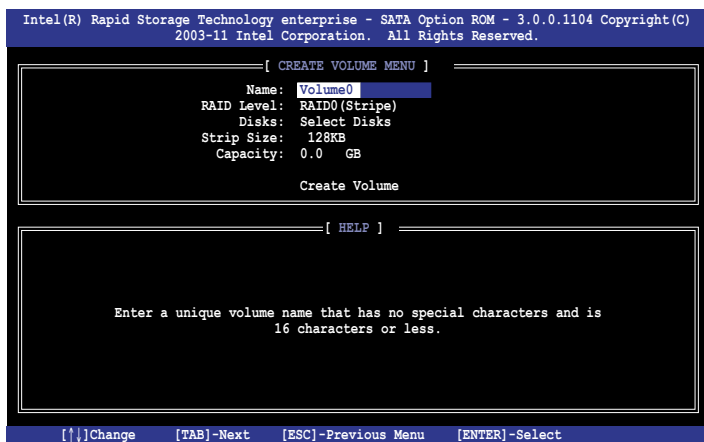 Intel(R) Rapid Storage Technology enterprise - SATA Option ROM - 3.0.0.1104 Copyright(C)
2003-11 Intel Corporation. All Rights Reserved.
[ CREATE VOLUME MENU ]
Name: Volume0
RAID Level: RAID0(Stripe)
Disks: Select Disks
Strip Size: 128KB
Capacity: 0.0 GB
Create Volume
[ HELP ]
Enter a unique volume name that has no special characters and is
16 characters or less.
[↑↓]Change [TAB]-Next [ESC]-Previous Menu [ENTER]-Select